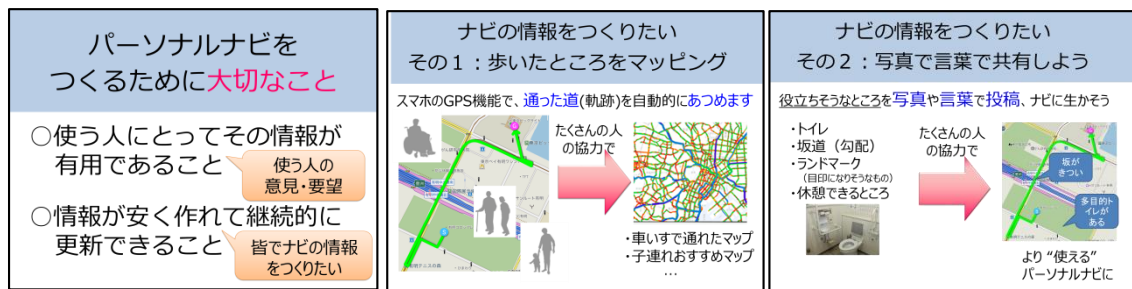 パーソナルナビを
つくるために大切なこと
○使う人にとってその情報が
有用であること
使う人の
意見・要望
○情報が安く作れて継続的に
更新できること
皆でナビの情報
をつくりたい
ナビの情報をつくりたい
その１：歩いたところをマッピング
スマホのGPS機能で、通った道(軌跡)を自動的にあつめます
たくさんの人
の協力で
・車いすで通れたマップ
・子連れおすすめマップ
…
ナビの情報をつくりたい
その２：写真で言葉で共有しよう
役立ちそうなところを写真や言葉で投稿、ナビに生かそう
・トイレ
・坂道（勾配）
・ランドマーク
（目印になりそうなもの）
・休憩できるところ
たくさんの人
の協力で
坂が
きつい
多目的ト
イレが
ある
より “使える”
パーソナルナビに